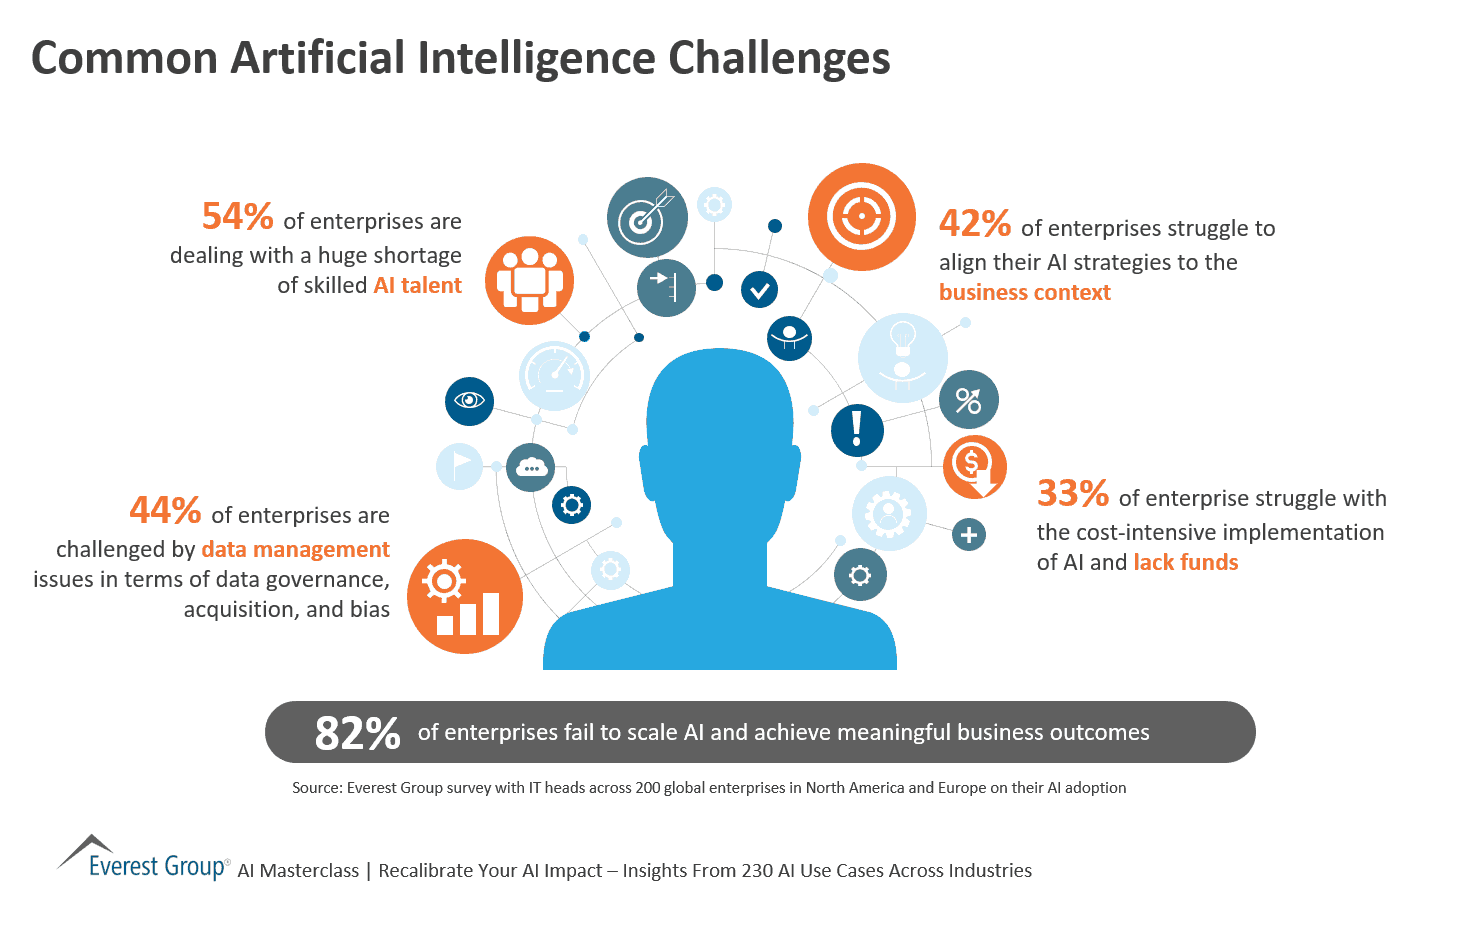 Common Artificial Intelligence Challenges
54% of enterprises are
dealing with a huge shortage
of skilled AI talent
42% of enterprises struggle to
align their AI strategies to the
business context
44% of enterprises are
challenged by data management
issues in terms of data governance,
acquisition, and bias
33% of enterprise struggle with
the cost-intensive implementation
of AI and lack funds
82% of enterprises fail to scale AI and achieve meaningful business outcomes
Source: Everest Group survey with IT heads across 200 global enterprises in North America and Europe on their AI adoption
Everest Group® AI Masterclass | Recalibrate Your AI Impact – Insights From 230 AI Use Cases Across Industries